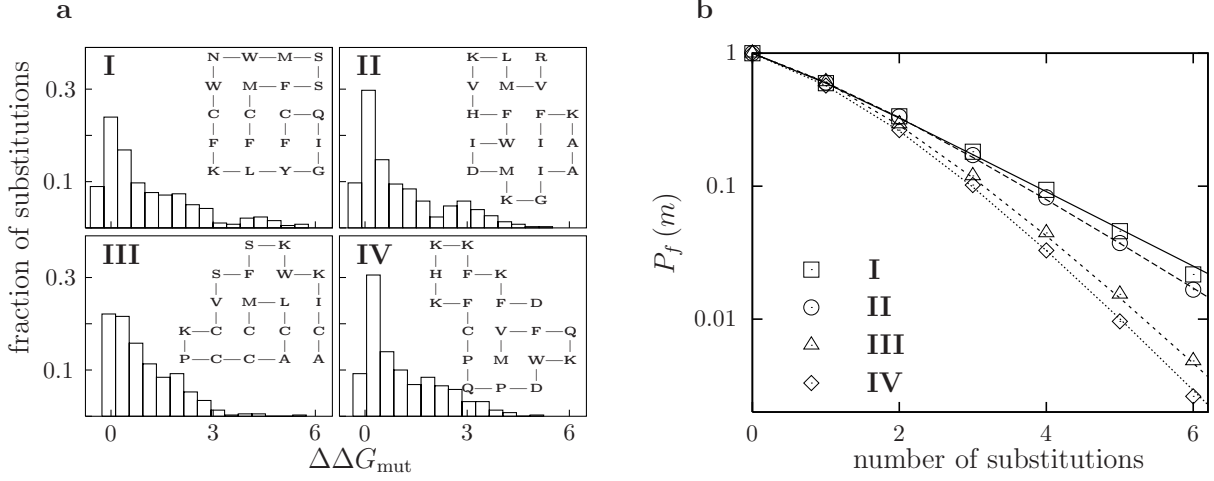 a
fraction of substitutions
0.3
0.1
0.3
0.1
I
N W M S
W M F S
C C C Q
F F F I
K L Y G
II
K L R
V M V
H F F K
I W I A
D M I A
K G
III
S K
S F W K
V M L I
K C C C C
P C C A A
IV
K K
H F K
K F F D
C V F Q
P M W K
Q P D
0 3 6
0 3 6
ΔΔG_mut
b
P_f (m)
1
0.1
0.01
I
II
III
IV
0 2 4 6
number of substitutions